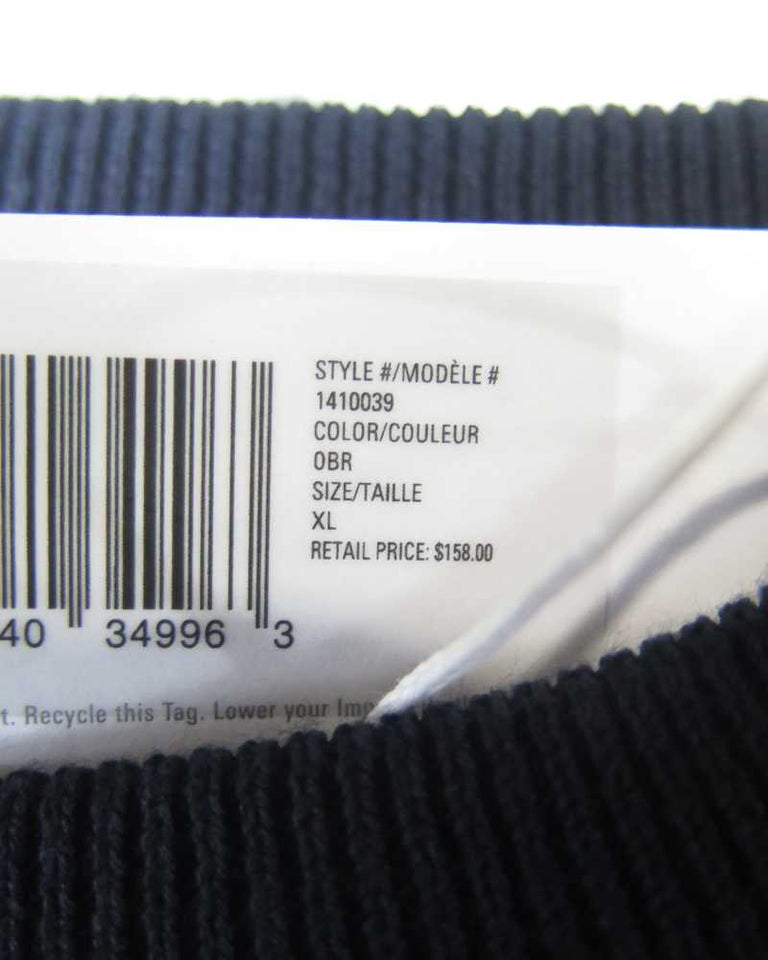 STYLE #/MODÈLE #
1410039
COLOR/COULEUR
0BR
SIZE/TAILLE
XL
RETAIL PRICE: $158.00
40 34996 3
t. Recycle this Tag. Lower your